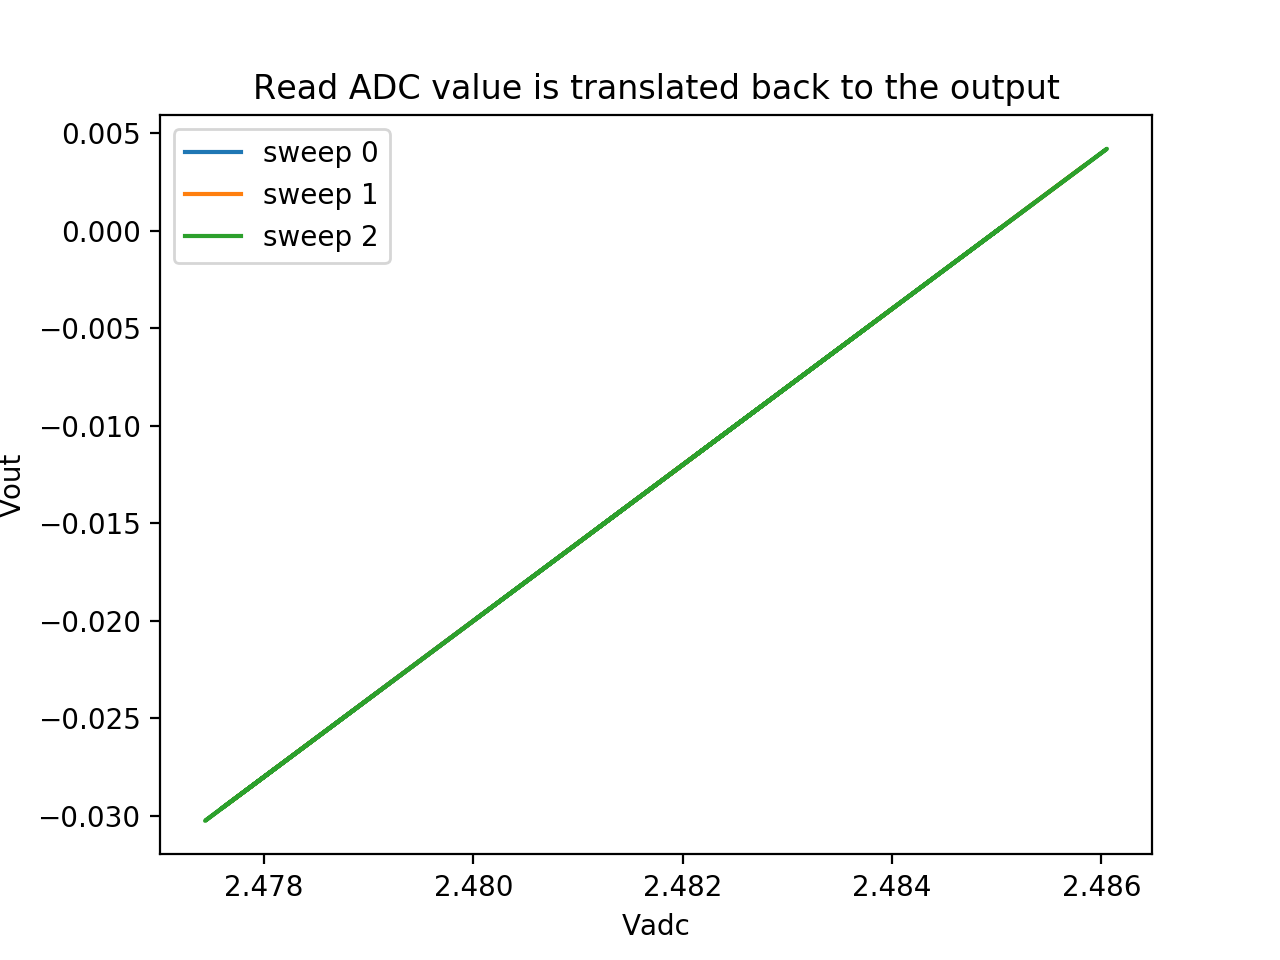 Read ADC value is translated back to the output
sweep 0
sweep 1
sweep 2
0.005
0.000
−0.005
−0.010
−0.015
−0.020
−0.025
−0.030
Vout
2.478 2.480 2.482 2.484 2.486
Vadc